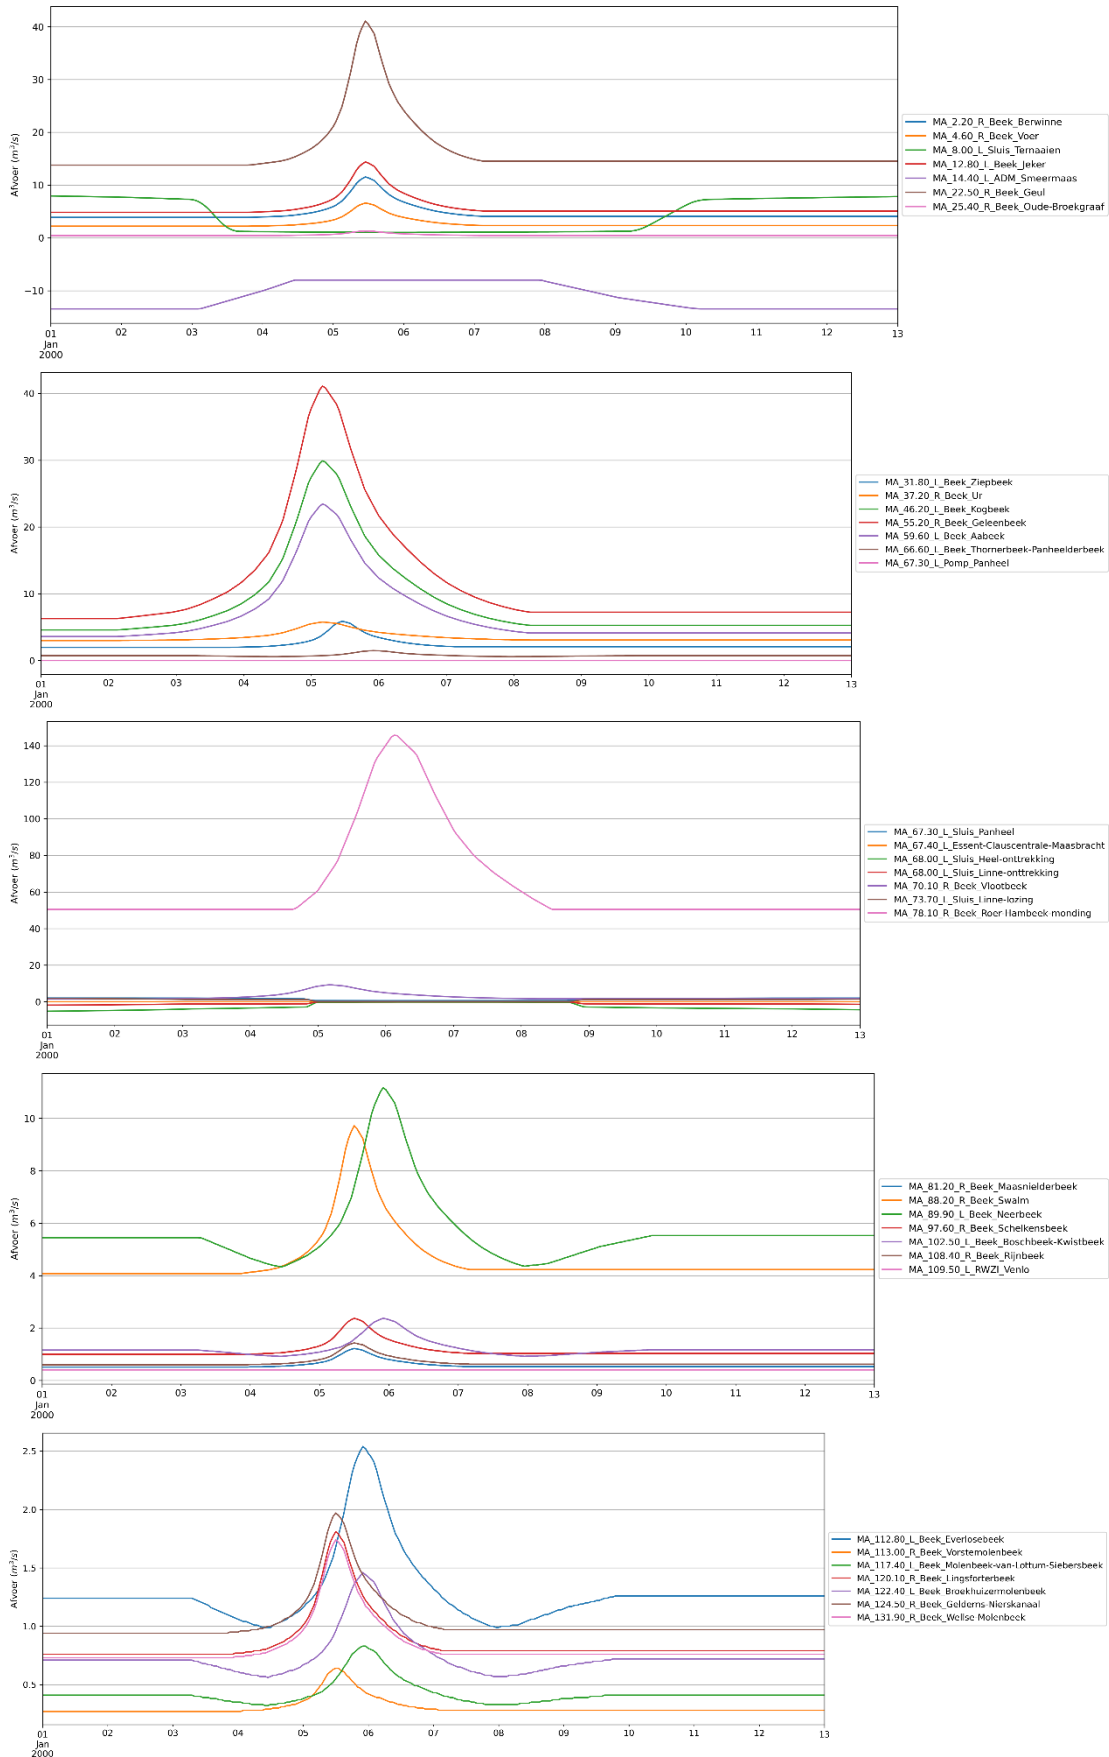 40
30
20
10
0
−10
Afvoer (m³/s)
01
Jan
2000
02
03
04
05
06
07
08
09
10
11
12
13
MA_2.20_R_Beek_Berwinne
MA_4.60_R_Beek_Voer
MA_8.00_L_Sluis_Ternaaien
MA_12.80_L_Beek_Jeker
MA_14.40_L_ADM_Smeermaas
MA_22.50_R_Beek_Geul
MA_25.40_R_Beek_Oude-Broekgraaf
40
30
20
10
0
Afvoer (m³/s)
01
Jan
2000
02
03
04
05
06
07
08
09
10
11
12
13
MA_31.80_L_Beek_Ziepbeek
MA_37.20_R_Beek_Ur
MA_46.20_L_Beek_Kogbeek
MA_55.20_R_Beek_Geleenbeek
MA_59.60_L_Beek_Aabeek
MA_66.60_L_Beek_Thornerbeek-Panheelderbeek
MA_67.30_L_Pomp_Panheel
140
120
100
80
60
40
20
0
Afvoer (m³/s)
01
Jan
2000
02
03
04
05
06
07
08
09
10
11
12
13
MA_67.30_L_Sluis_Panheel
MA_67.40_L_Essent-Clauscentrale-Maasbracht
MA_68.00_L_Sluis_Heel-onttrekking
MA_68.00_L_Sluis_Linne-onttrekking
MA_70.10_R_Beek_Vlootbeek
MA_73.70_L_Sluis_Linne-lozing
MA_78.10_R_Beek_Roer-Hambeek-monding
10
8
6
4
2
0
Afvoer (m³/s)
01
Jan
2000
02
03
04
05
06
07
08
09
10
11
12
13
MA_81.20_R_Beek_Maasnielderbeek
MA_88.20_R_Beek_Swalm
MA_89.90_L_Beek_Neerbeek
MA_97.60_R_Beek_Schelkensbeek
MA_102.50_L_Beek_Boschbeek-Kwistbeek
MA_108.40_R_Beek_Rijnbeek
MA_109.50_L_RWZI_Venlo
2.5
2.0
1.5
1.0
0.5
Afvoer (m³/s)
01
Jan
2000
02
03
04
05
06
07
08
09
10
11
12
13
MA_112.80_L_Beek_Everlosebeek
MA_113.00_R_Beek_Vorstemolenbeek
MA_117.40_L_Beek_Molenbeek-van-Lottum-Siebersbeek
MA_120.10_R_Beek_Lingsforterbeek
MA_122.40_L_Beek_Broekhuizermolenbeek
MA_124.50_R_Beek_Gelderns-Nierskanaal
MA_131.90_R_Beek_Wellse-Molenbeek